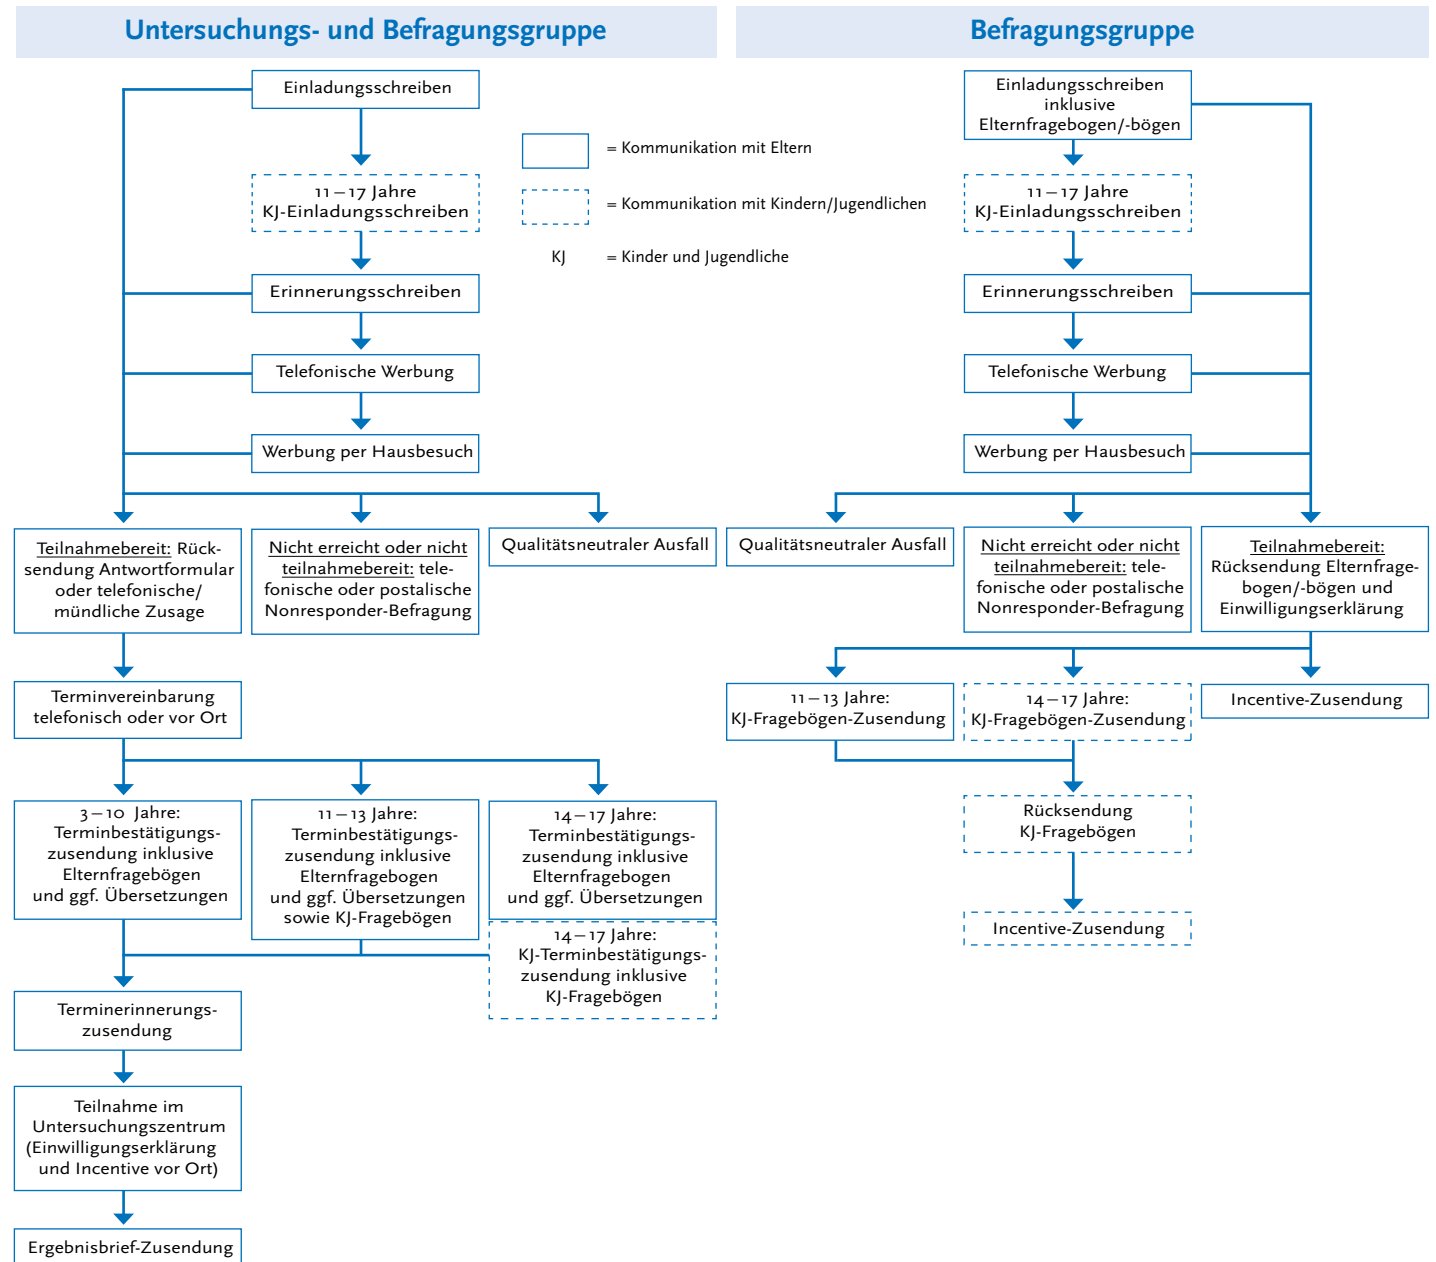 Untersuchungs- und Befragungsgruppe
Einladungsschreiben
11–17 Jahre
KJ-Einladungsschreiben
Erinnerungsschreiben
Telefonische Werbung
Werbung per Hausbesuch
= Kommunikation mit Eltern
= Kommunikation mit Kindern/Jugendlichen
KJ = Kinder und Jugendliche
Teilnahmebereit: Rück-
sendung Antwortformular
oder telefonische/
mündliche Zusage
Nicht erreicht oder nicht
teilnahmebereit: tele-
fonische oder postalische
Nonresponder-Befragung
Qualitätsneutraler Ausfall
Terminvereinbarung
telefonisch oder vor Ort
3–10 Jahre:
Terminbestätigungs-
zusendung inklusive
Elternfragebögen
und ggf. Übersetzungen
11–13 Jahre:
Terminbestätigungs-
zusendung inklusive
Elternfragebogen
und ggf. Übersetzungen
sowie KJ-Fragebögen
14–17 Jahre:
Terminbestätigungs-
zusendung inklusive
Elternfragebogen
und ggf. Übersetzungen
14–17 Jahre:
KJ-Terminbestätigungs-
zusendung inklusive
KJ-Fragebögen
Terminerinnerungs-
zusendung
Teilnahme im
Untersuchungszentrum
(Einwilligungserklärung
und Incentive vor Ort)
Ergebnisbrief-Zusendung
Befragungsgruppe
Einladungsschreiben
inklusive
Elternfragebogen/-bögen
11–17 Jahre
KJ-Einladungsschreiben
Erinnerungsschreiben
Telefonische Werbung
Werbung per Hausbesuch
Qualitätsneutraler Ausfall
Nicht erreicht oder nicht
teilnahmebereit: tele-
fonische oder postalische
Nonresponder-Befragung
Teilnahmebereit:
Rücksendung Elternfrage-
bogen/-bögen und
Einwilligungserklärung
11–13 Jahre:
KJ-Fragebögen-Zusendung
14–17 Jahre:
KJ-Fragebögen-Zusendung
Incentive-Zusendung
Rücksendung
KJ-Fragebögen
Incentive-Zusendung